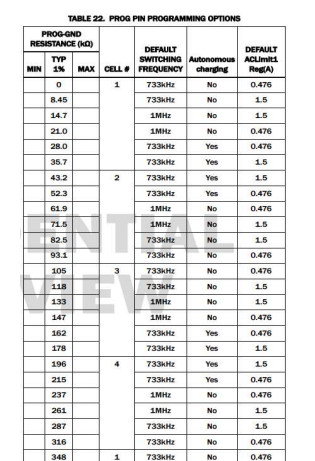 TABLE 22. PROG PIN PROGRAMMING OPTIONS
PROG-GND RESISTANCE (kΩ) MIN TYP 1% MAX CELL # DEFAULT SWITCHING FREQUENCY Autonomous charging DEFAULT ACLimit1 Reg(A)
0 1 733kHz No 0.476
8.45 733kHz No 1.5
14.7 1MHz No 1.5
21.0 1MHz No 0.476
28.0 733kHz Yes 0.476
35.7 733kHz Yes 1.5
43.2 2 733kHz Yes 1.5
52.3 733kHz Yes 0.476
61.9 1MHz No 0.476
71.5 1MHz No 1.5
82.5 733kHz No 1.5
93.1 733kHz No 0.476
105 3 733kHz No 0.476
118 733kHz No 1.5
133 1MHz No 1.5
147 1MHz No 0.476
162 733kHz Yes 0.476
178 733kHz Yes 1.5
196 4 733kHz Yes 1.5
215 733kHz Yes 0.476
237 1MHz No 0.476
261 1MHz No 1.5
287 733kHz No 1.5
316 733kHz No 0.476
348 1 733kHz No 0.476
ENTIAL
VIEW